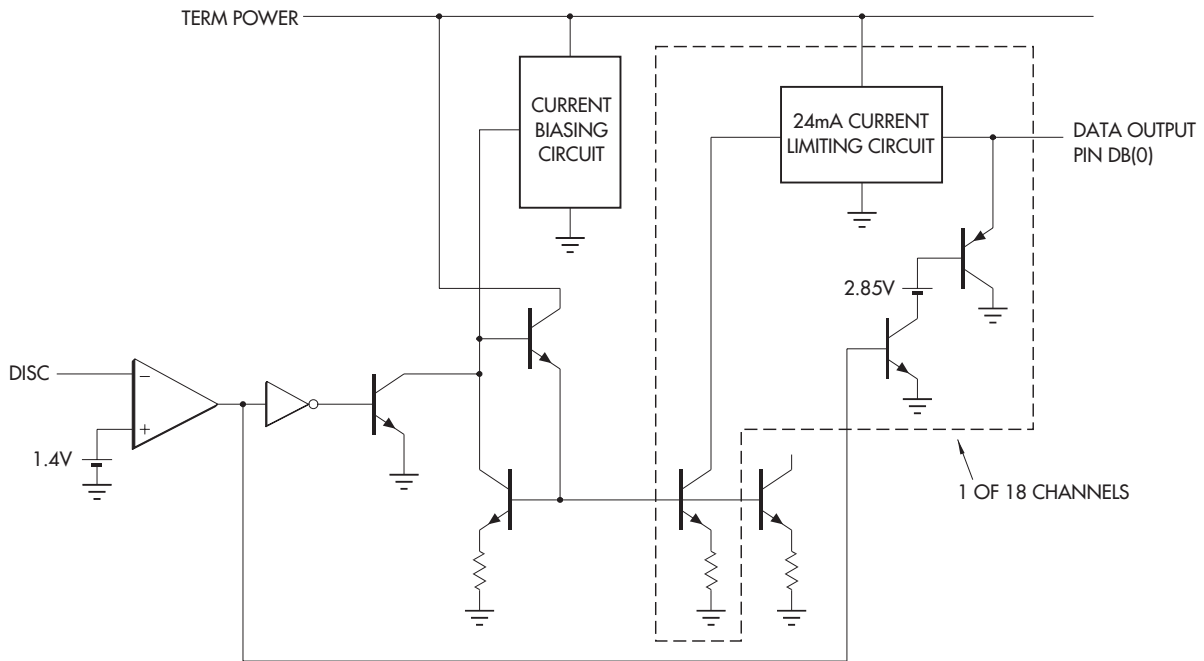 TERM POWER
CURRENT
BIASING
CIRCUIT
24mA CURRENT
LIMITING CIRCUIT
DATA OUTPUT
PIN DB(0)
2.85V
DISC
−
+
1.4V
1 OF 18 CHANNELS